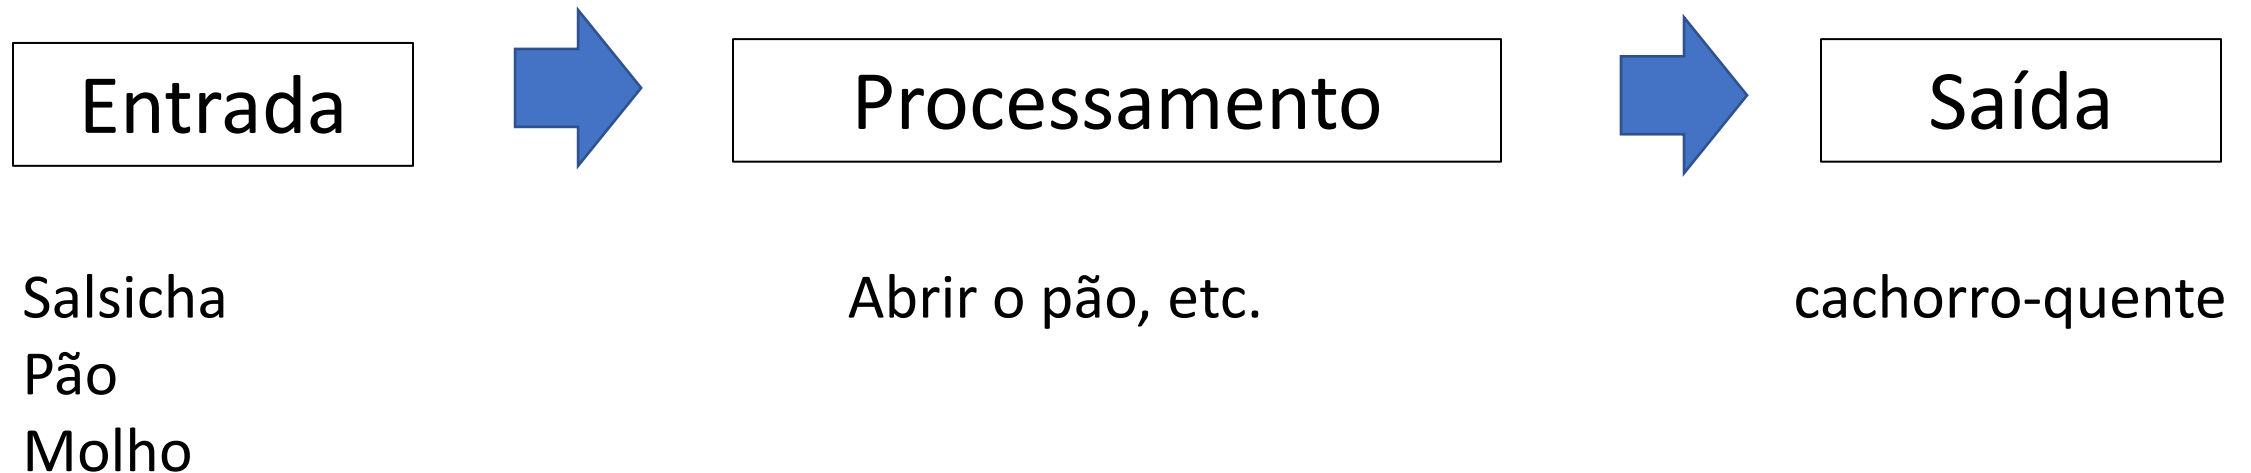 Entrada
Processamento
Saída
Salsicha
Pão
Molho
Abrir o pão, etc.
cachorro-quente